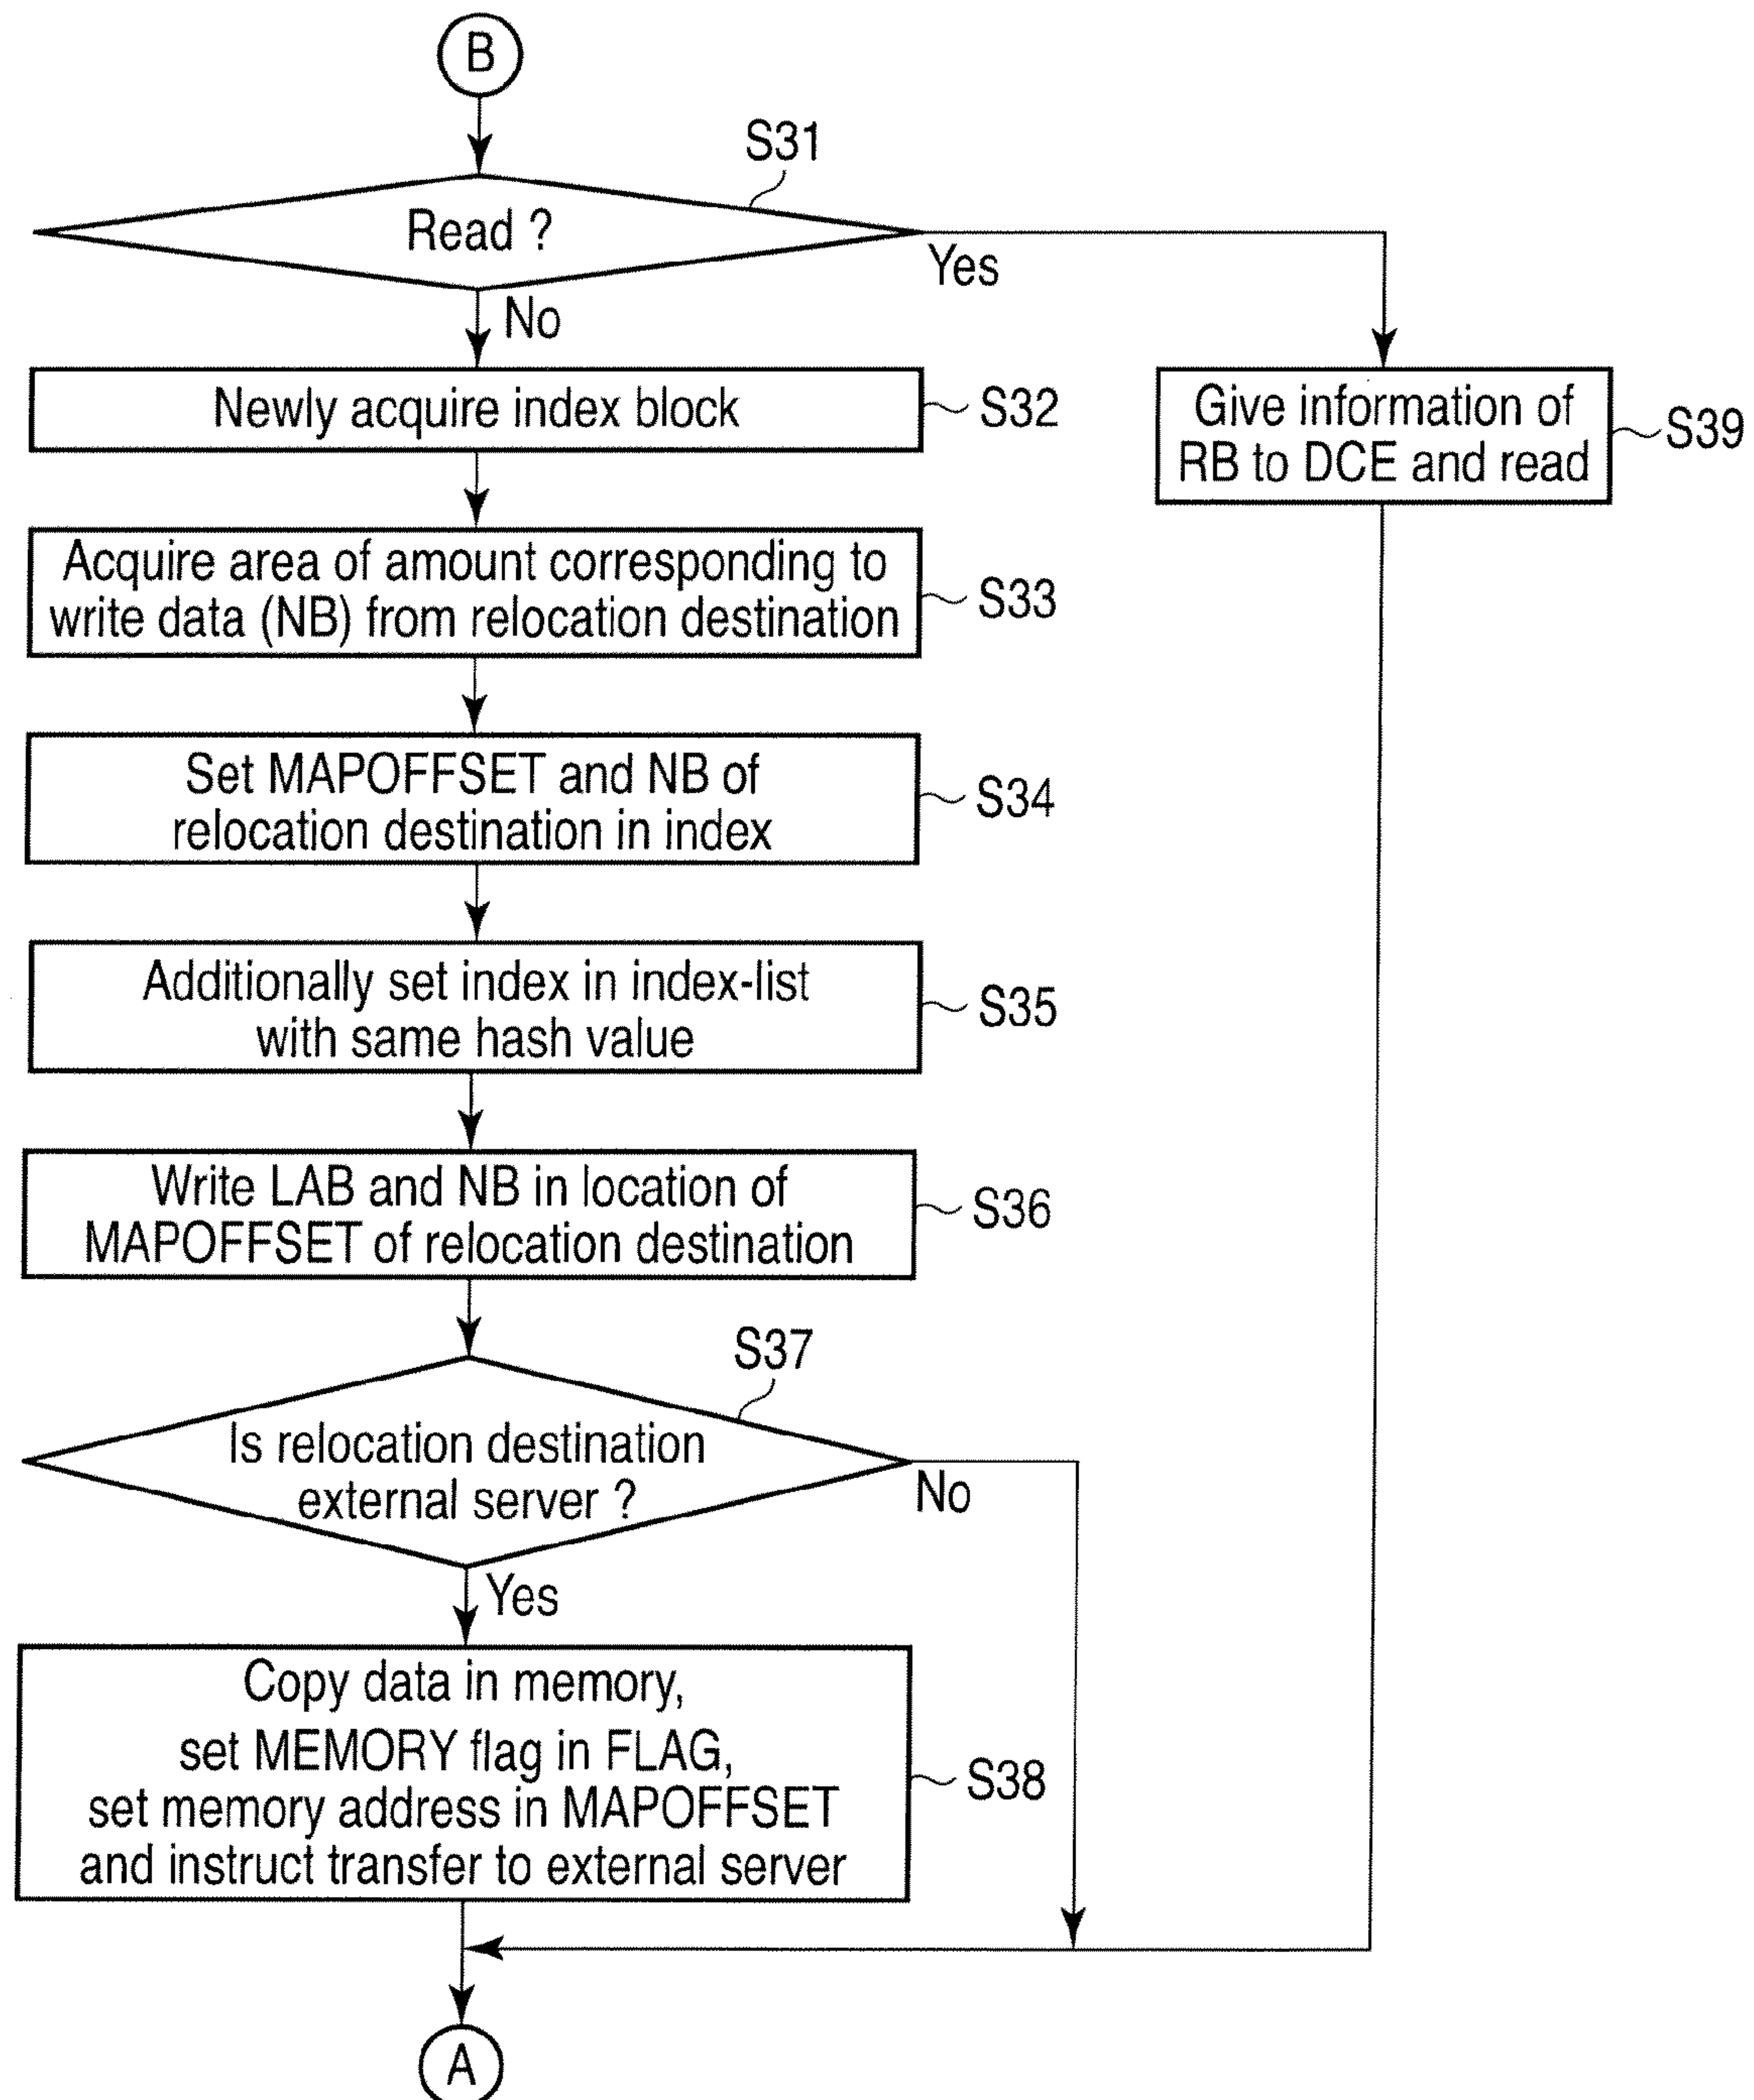 B
S31
Read ?
Yes
No
Newly acquire index block
S32
Give information of
RB to DCE and read
S39
Acquire area of amount corresponding to
write data (NB) from relocation destination
S33
Set MAPOFFSET and NB of
relocation destination in index
S34
Additionally set index in index-list
with same hash value
S35
Write LAB and NB in location of
MAPOFFSET of relocation destination
S36
S37
Is relocation destination
external server ?
No
Yes
Copy data in memory,
set MEMORY flag in FLAG,
set memory address in MAPOFFSET
and instruct transfer to external server
S38
A